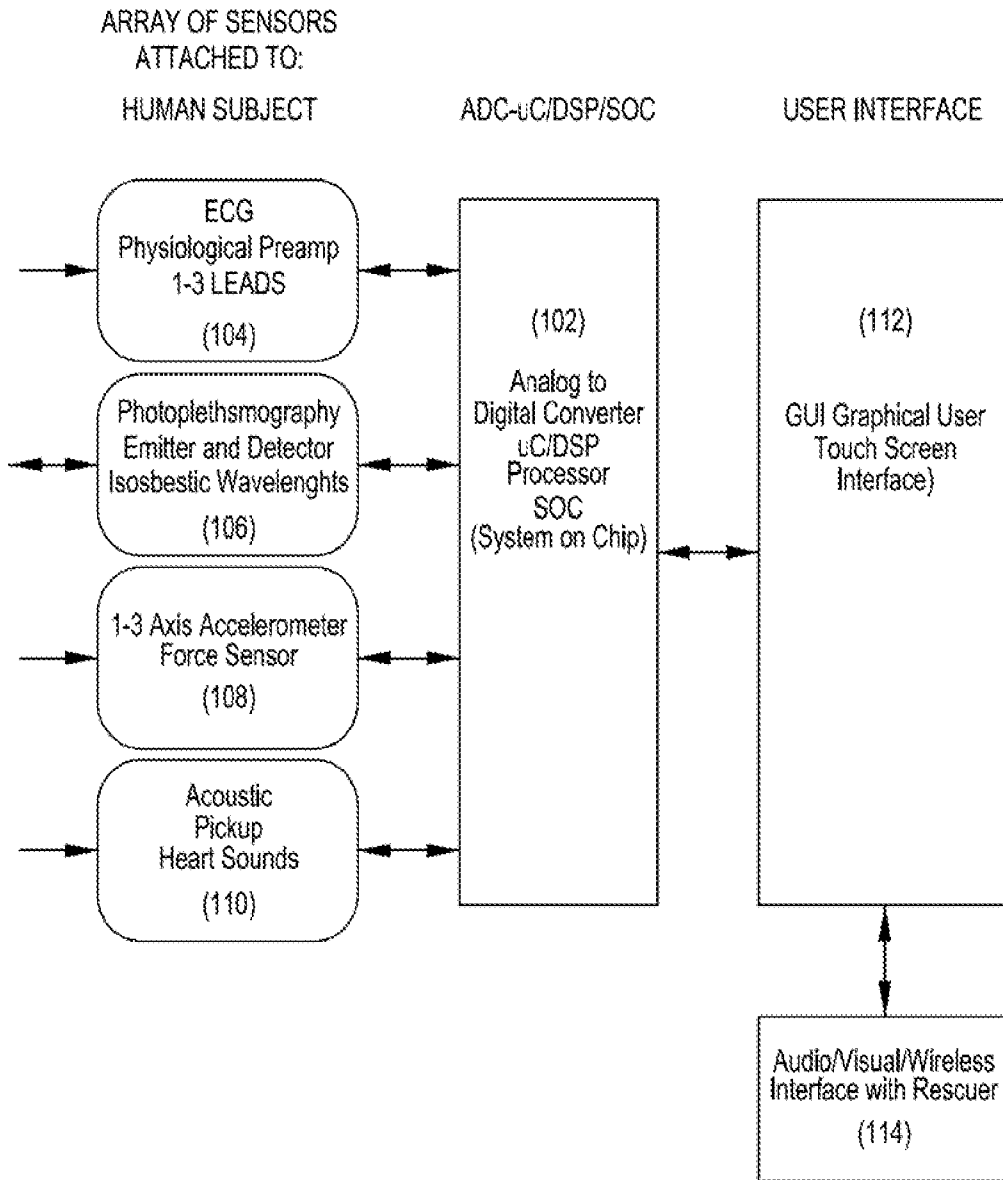 ARRAY OF SENSORS
ATTACHED TO:
HUMAN SUBJECT
ADC-uC/DSP/SOC
USER INTERFACE
ECG
Physiological Preamp
1-3 LEADS
(104)
Photoplethsmography
Emitter and Detector
Isosbestic Wavelenghts
(106)
1-3 Axis Accelerometer
Force Sensor
(108)
Acoustic
Pickup
Heart Sounds
(110)
(102)
Analog to
Digital Converter
uC/DSP
Processor
SOC
(System on Chip)
(112)
GUI Graphical User
Touch Screen
Interface)
Audio/Visual/Wireless
Interface with Rescuer
(114)